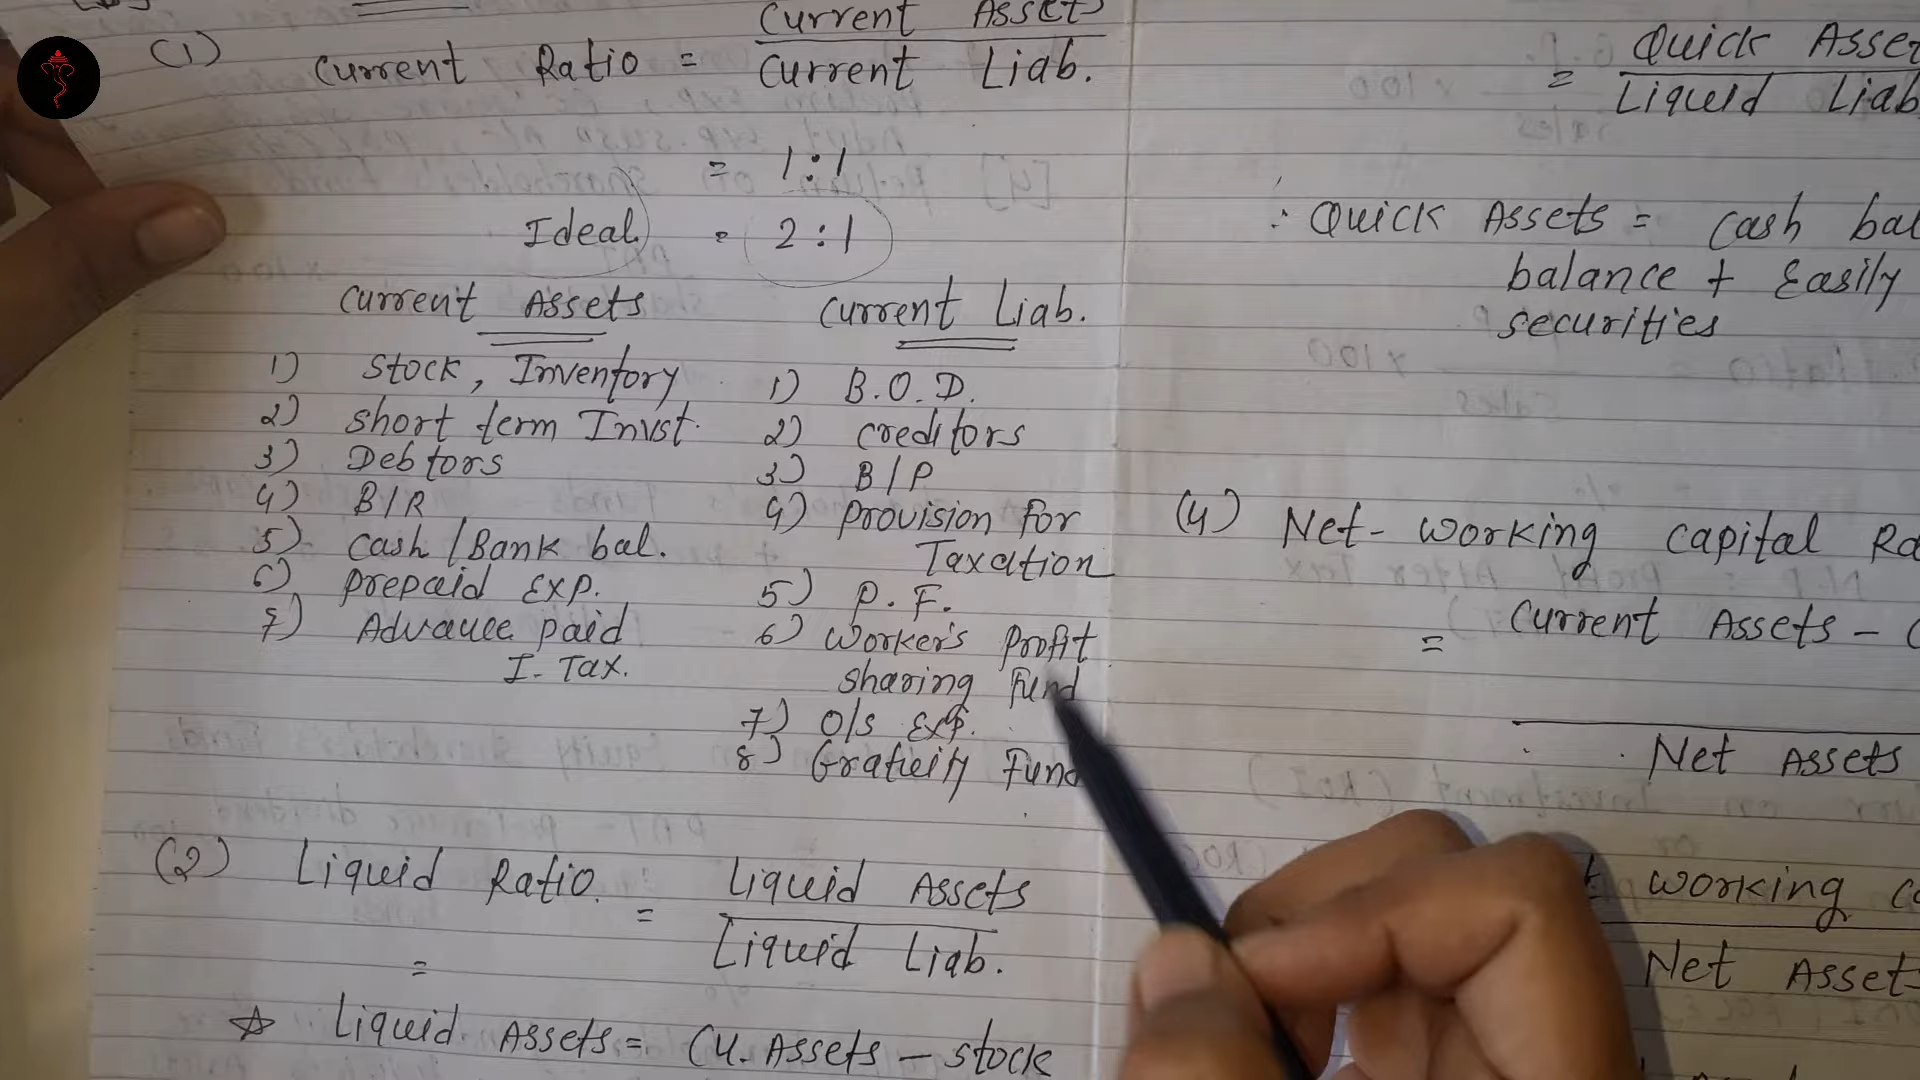 (1) Current Ratio = Current Assets
Current Liab.
= 1:1
Ideal = 2:1
Current Assets
1) Stock, Inventory
2) Short term Invst.
3) Debtors
4) B/R
5) Cash/Bank bal.
6) Prepaid Exp.
7) Advance paid
I-Tax.
Current Liab.
1) B.O.D.
2) Creditors
3) B/P
4) Provision for
Taxation
5) P.F.
6) Worker's Profit
Sharing Fund
7) O/S Exp.
8) Gratuity Fund
(2) Liquid Ratio = Liquid Assets
Liquid Liab.
=
☆ Liquid Assets = Cu. Assets - Stock
= Quick Asset
Liquid Liab
∴ Quick Assets = Cash bal
balance + Easily
securities
(4) Net-Working Capital Ra
= Current Assets - C
Net Assets
Working Ca
Net Asset